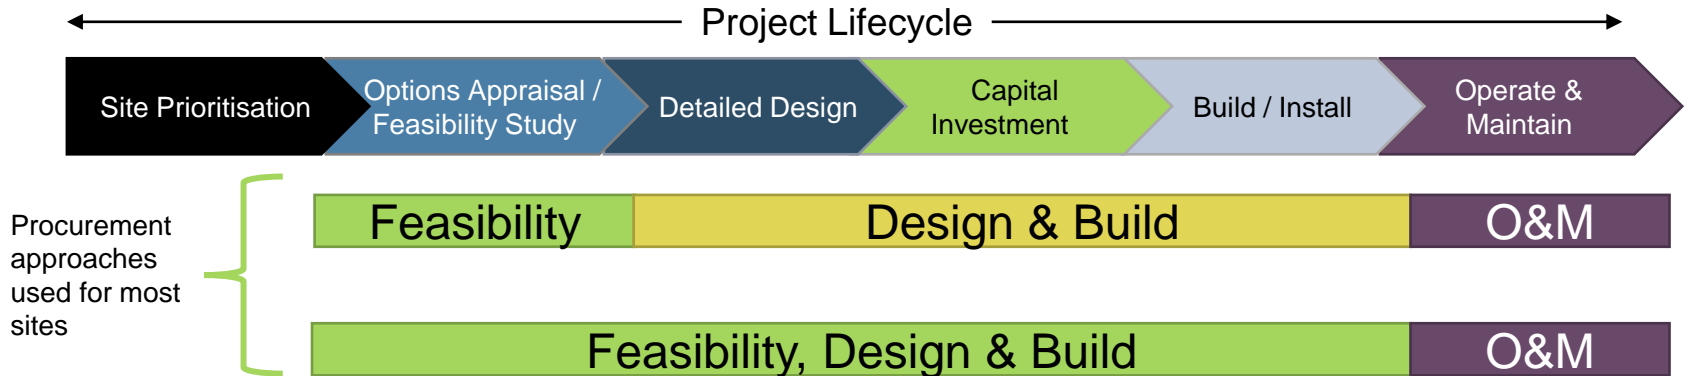 Project Lifecycle
Site Prioritisation
Options Appraisal /
Feasibility Study
Detailed Design
Capital
Investment
Build / Install
Operate &
Maintain
Procurement
approaches
used for most
sites
Feasibility
Design & Build
O&M
Feasibility, Design & Build
O&M